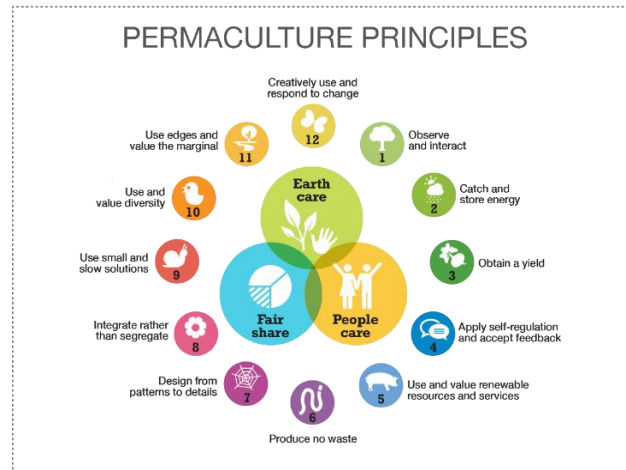 PERMACULTURE PRINCIPLES
Creatively use and
respond to change
12
Observe
and interact
1
Catch and
store energy
2
Obtain a yield
3
Apply self-regulation
and accept feedback
4
Use and value renewable
resources and services
5
Produce no waste
6
Design from
patterns to details
7
Integrate rather
than segregate
8
Use small and
slow solutions
9
Use and
value diversity
10
Use edges and
value the marginal
11
Earth
care
Fair
share
People
care